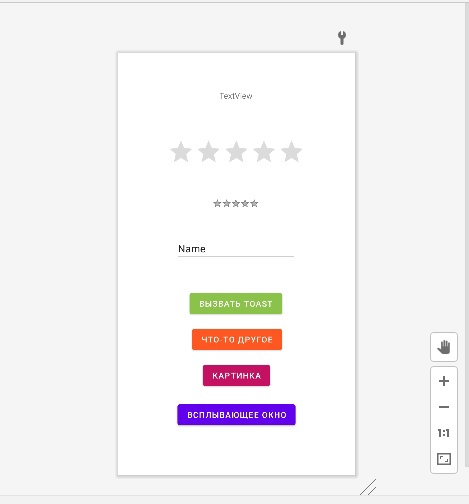 TextView
Name
ВЫЗВАТЬ TOAST
ЧТО-ТО ДРУГОЕ
КАРТИНКА
ВСПЛЫВАЮЩЕЕ ОКНО
1:1